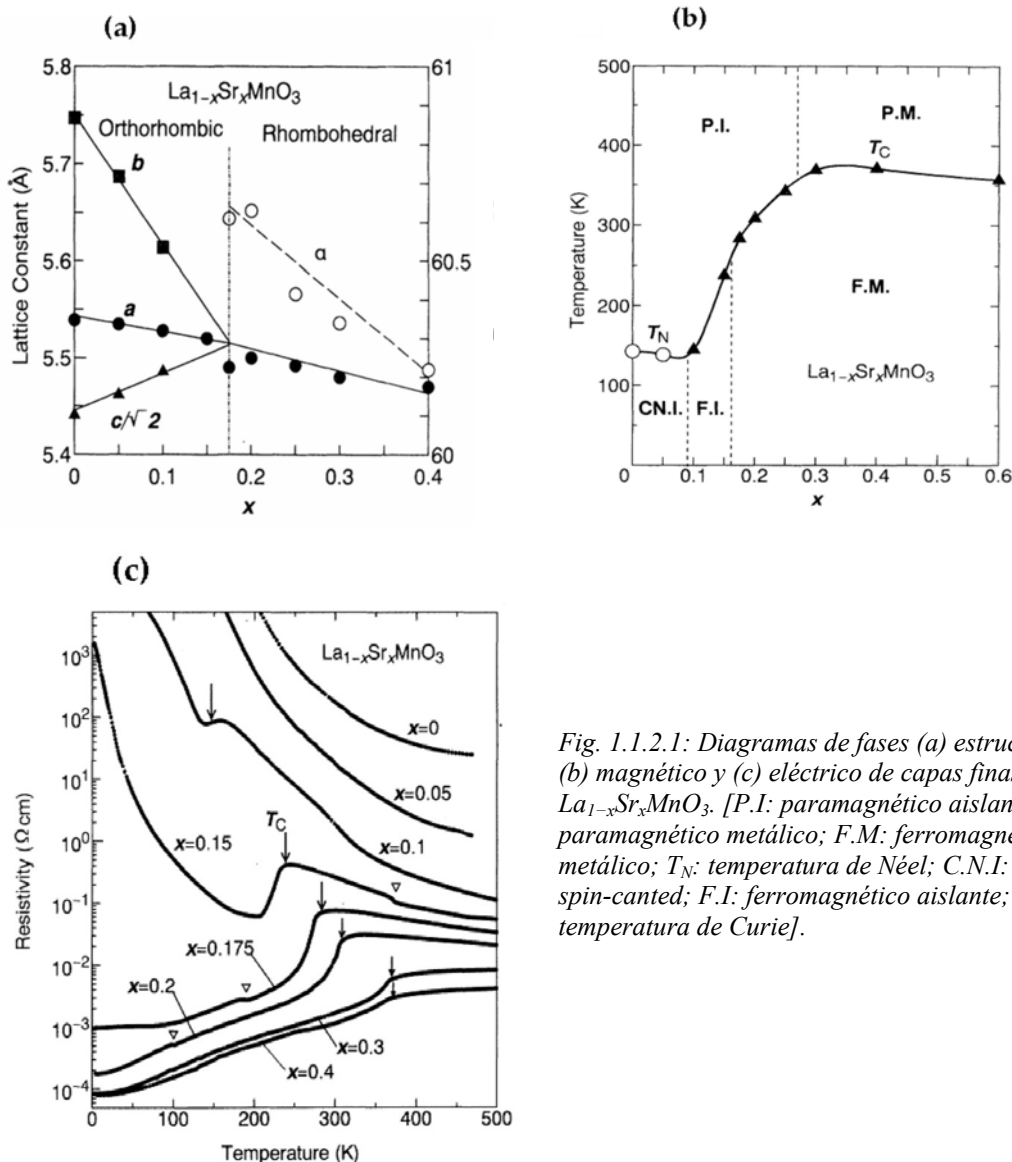 (a)
5.8
5.7
5.6
5.5
5.4
61
60.5
60
La1−xSrxMnO3
Orthorhombic
Rhombohedral
b
a
α
c/√2
0
0.1
0.2
0.3
0.4
x
Lattice Constant (Å)
(b)
500
400
300
200
100
0
P.I.
P.M.
TC
F.M.
TN
La1−xSrxMnO3
CN.I.
F.I.
0
0.1
0.2
0.3
0.4
0.5
0.6
x
Temperature (K)
(c)
10³
10²
10¹
10⁰
10⁻¹
10⁻²
10⁻³
10⁻⁴
La1−xSrxMnO3
x=0
x=0.05
x=0.1
x=0.15
TC
x=0.175
x=0.2
x=0.3
x=0.4
0
100
200
300
400
500
Temperature (K)
Resistivity (Ω cm)
Fig. 1.1.2.1: Diagramas de fases (a)
(b) magnético y (c) eléctrico de capas finas
La1−xSrxMnO3. [P.I: paramagnético
paramagnético metálico; F.M:
metálico; TN: temperatura de Néel; C.N.I:
spin-canted; F.I: ferromagnético aislante;
temperatura de Curie].